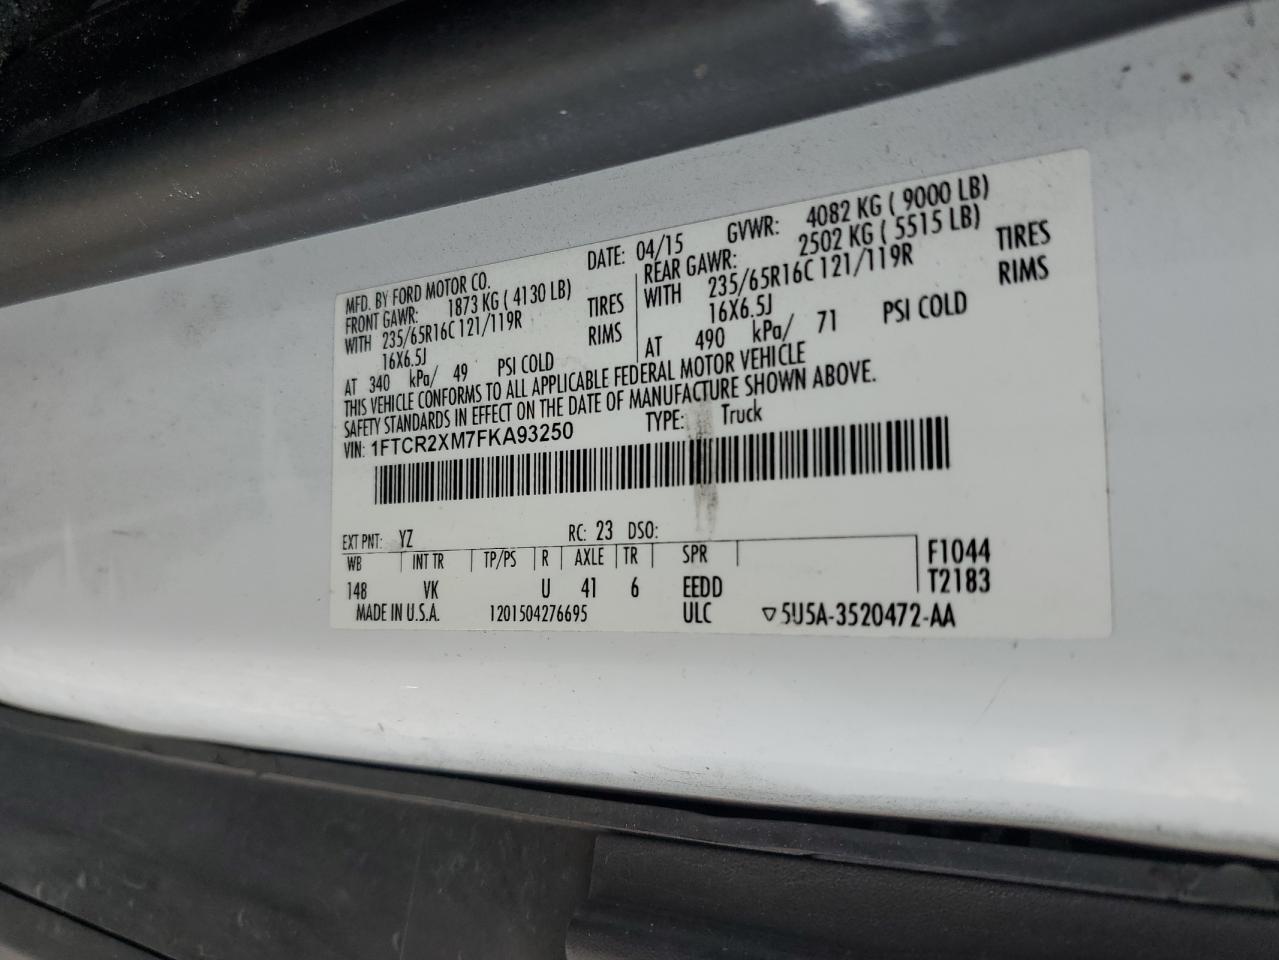 MFD. BY FORD MOTOR CO.
DATE: 04/15
GVWR: 4082 KG ( 9000 LB)
FRONT GAWR: 1873 KG ( 4130 LB)
WITH 235/65R16C 121/119R TIRES
16X6.5J RIMS
AT 340 kPa/ 49 PSI COLD
REAR GAWR: 2502 KG ( 5515 LB)
WITH 235/65R16C 121/119R TIRES
16X6.5J RIMS
AT 490 kPa/ 71 PSI COLD
THIS VEHICLE CONFORMS TO ALL APPLICABLE FEDERAL MOTOR VEHICLE
SAFETY STANDARDS IN EFFECT ON THE DATE OF MANUFACTURE SHOWN ABOVE.
VIN: 1FTCR2XM7FKA93250 TYPE: Truck
EXT PNT: YZ RC: 23 DSO:
WB INT TR TP/PS R AXLE TR SPR F1044
148 VK U 41 6 EEDD T2183
MADE IN U.S.A. 1201504276695 ULC ▽5U5A-3520472-AA